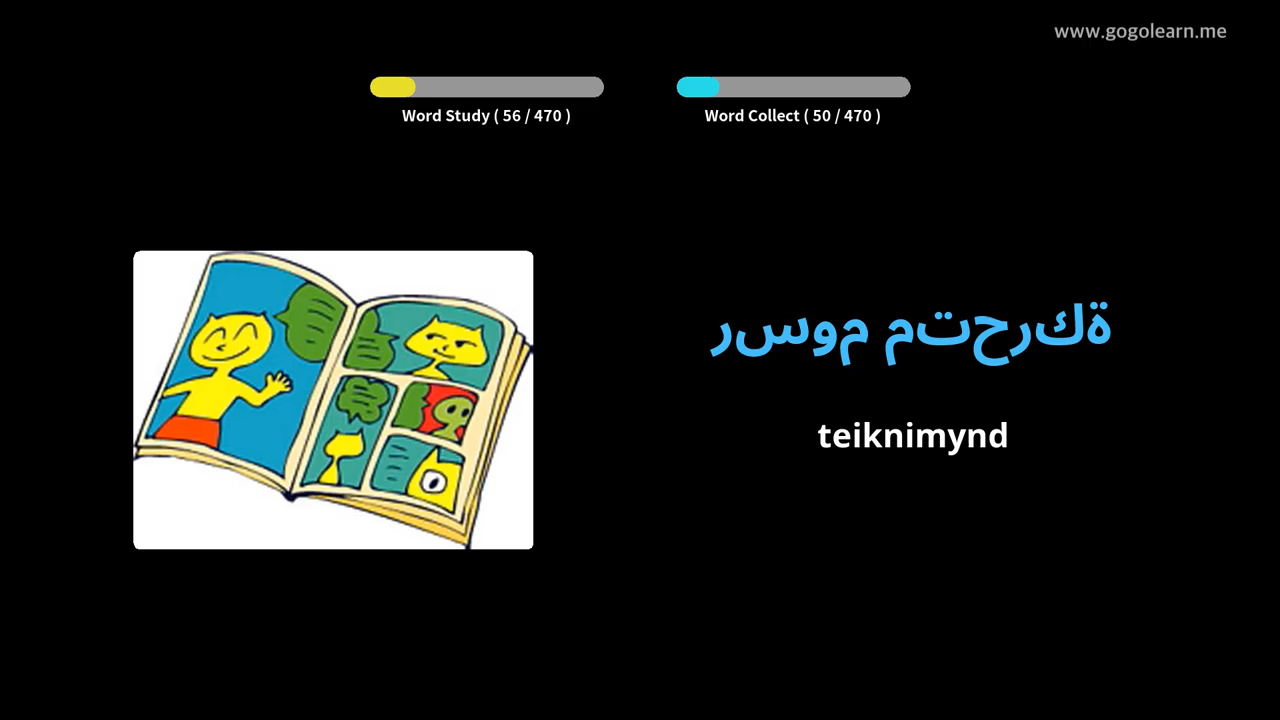 www.gogolearn.me
Word Study ( 56 / 470 )
Word Collect ( 50 / 470 )
رسوم متحركة
teiknimynd